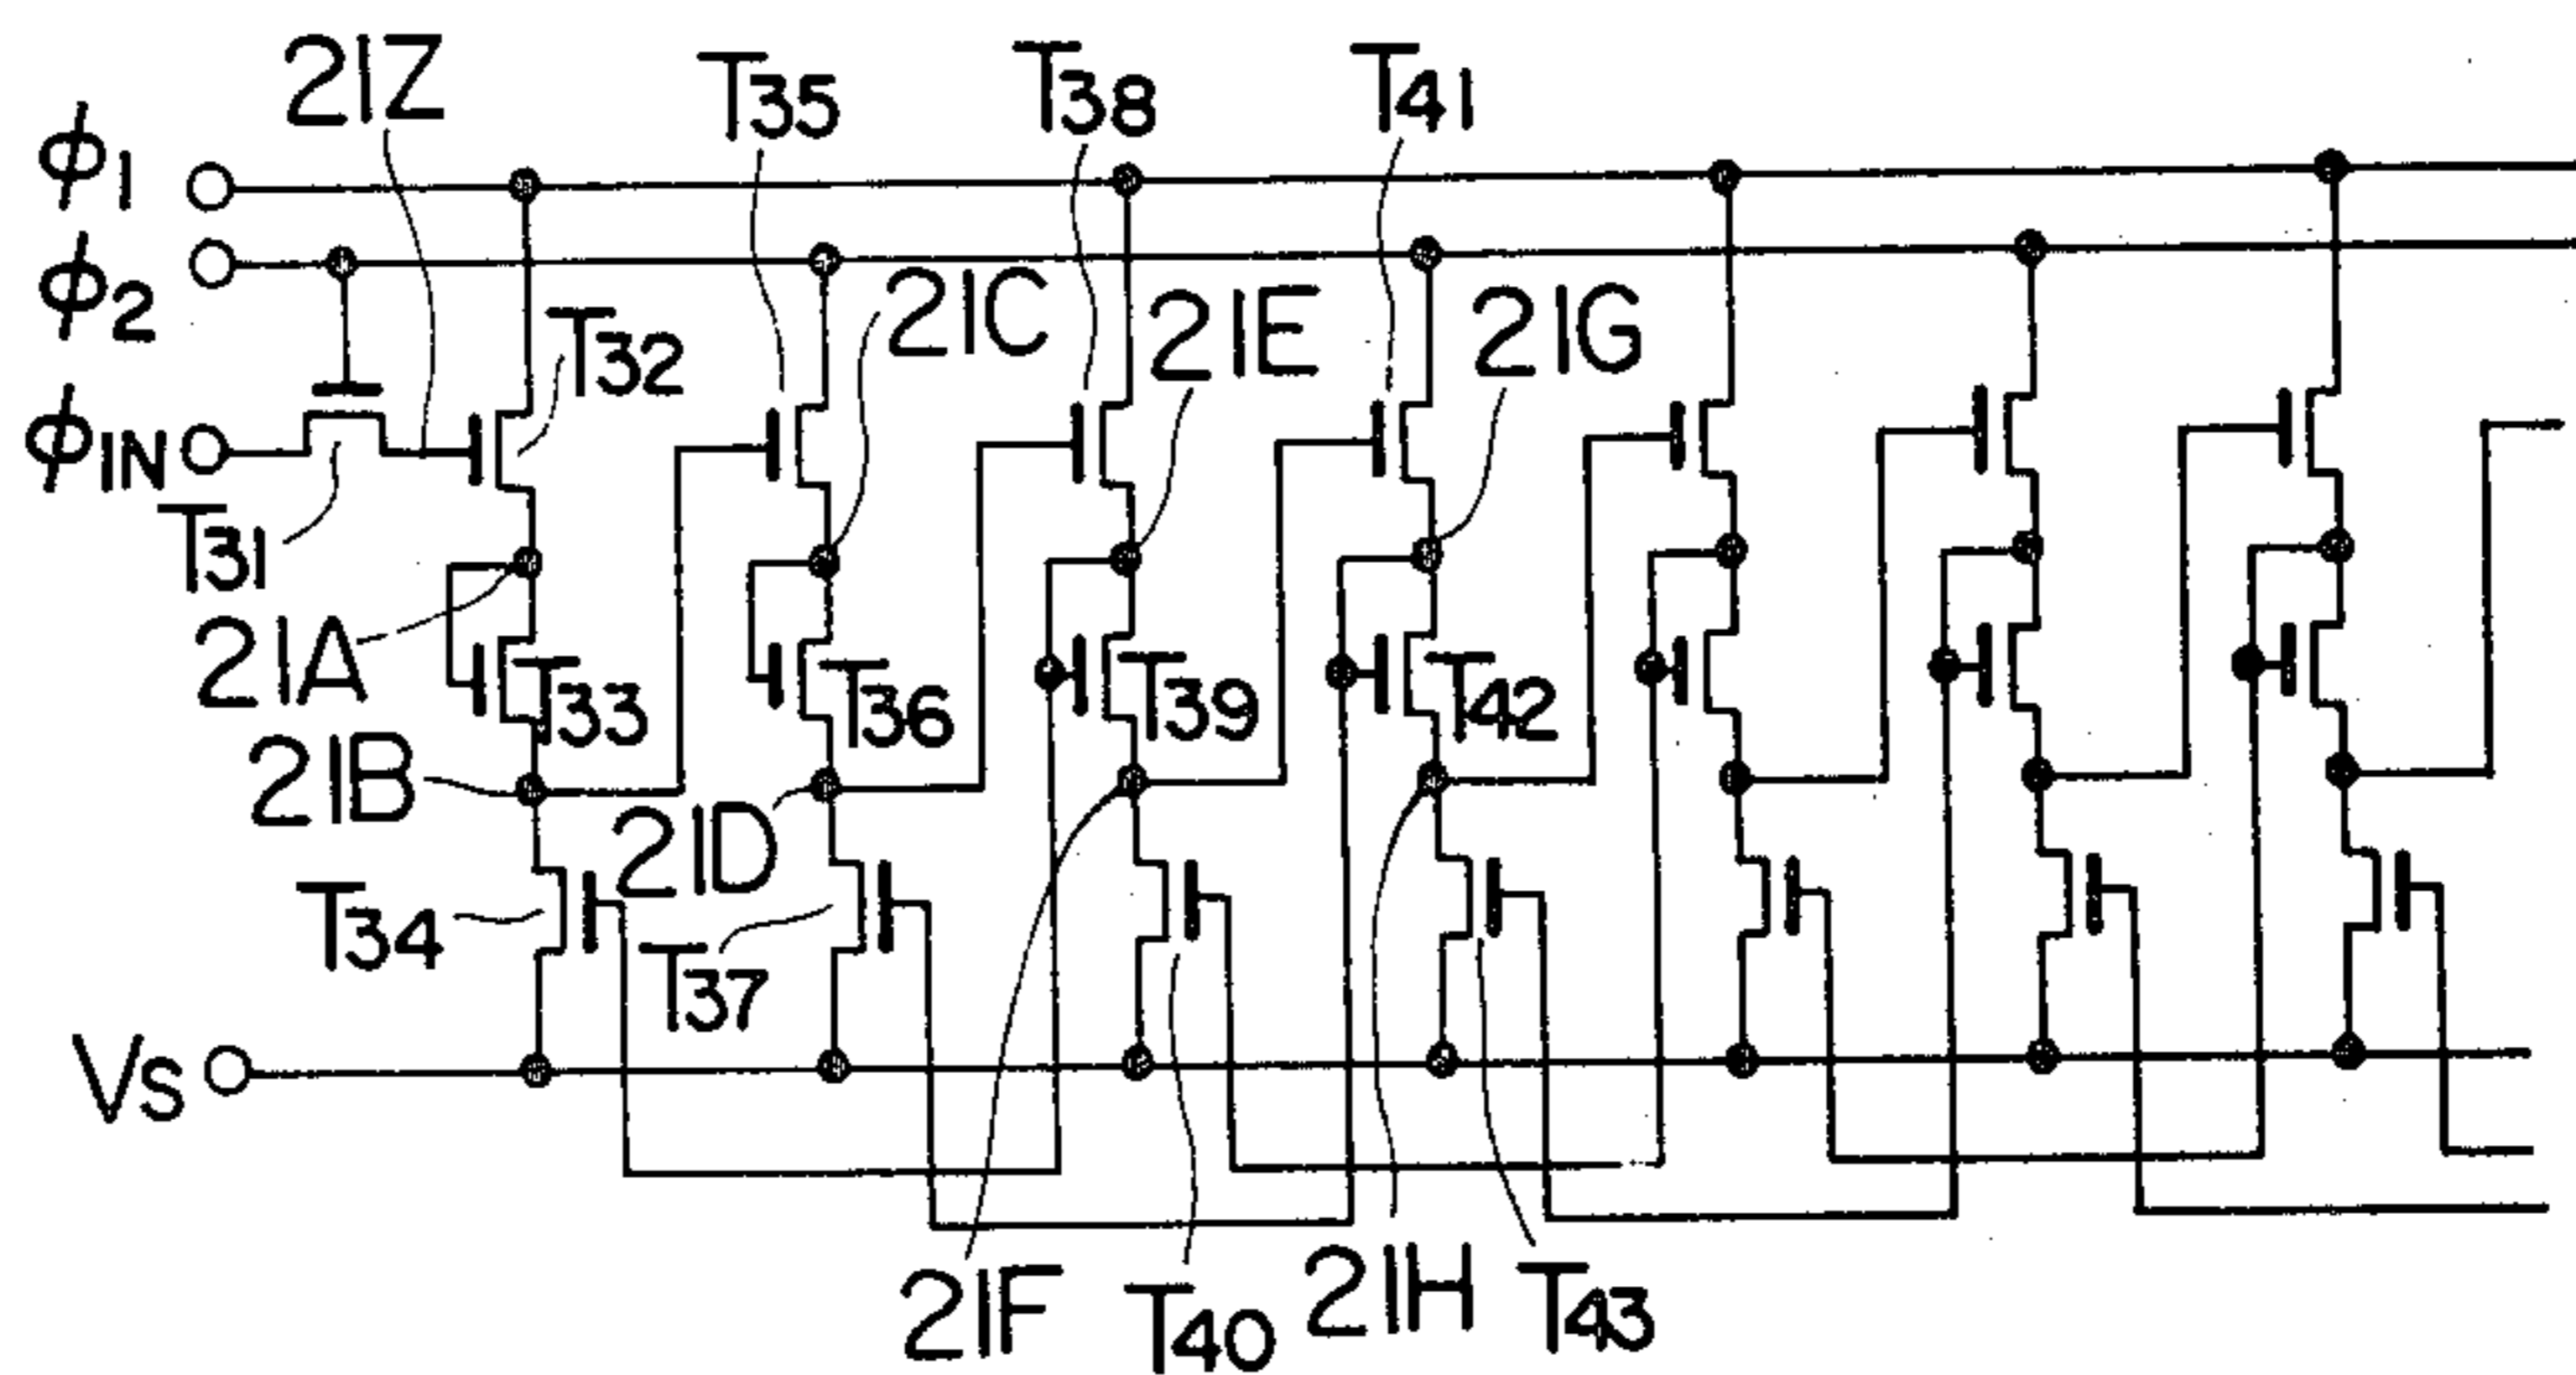 21Z T35 T38 T41
ϕ1
ϕ2
21C 21E 21G
T32
ϕIN
T31
21A
T33 T36 T39 T42
21B
21D
T34
T37
VS
21F T40 21H T43